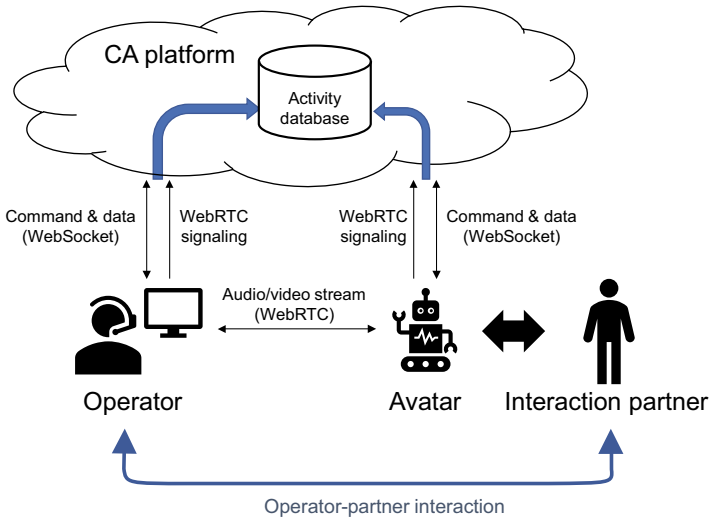 CA platform
Activity
database
Command & data
(WebSocket)
WebRTC
signaling
WebRTC
signaling
Command & data
(WebSocket)
Audio/video stream
(WebRTC)
Operator
Avatar
Interaction partner
Operator-partner interaction